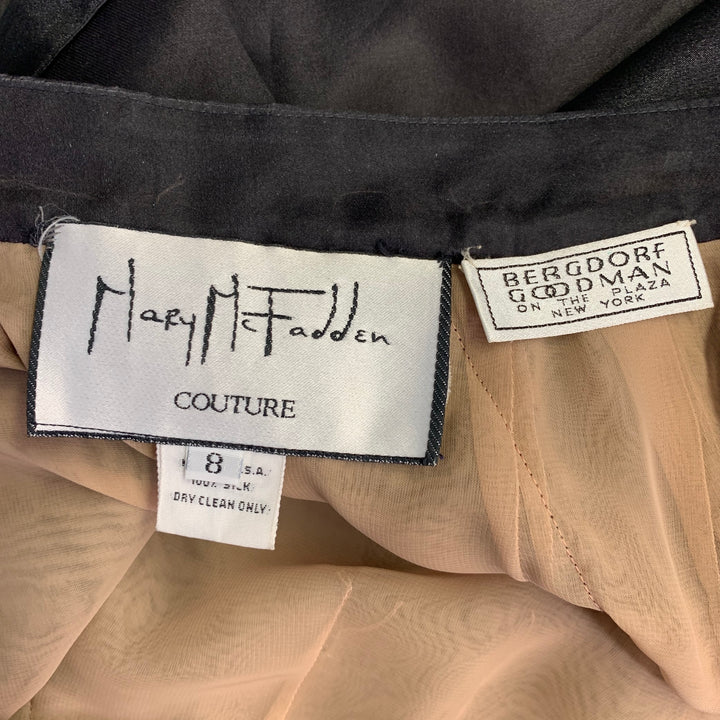 Mary McFadden
COUTURE
BERGDORF
GOODMAN
ON THE PLAZA
NEW YORK
8
S.A.
100% SILK
DRY CLEAN ONLY